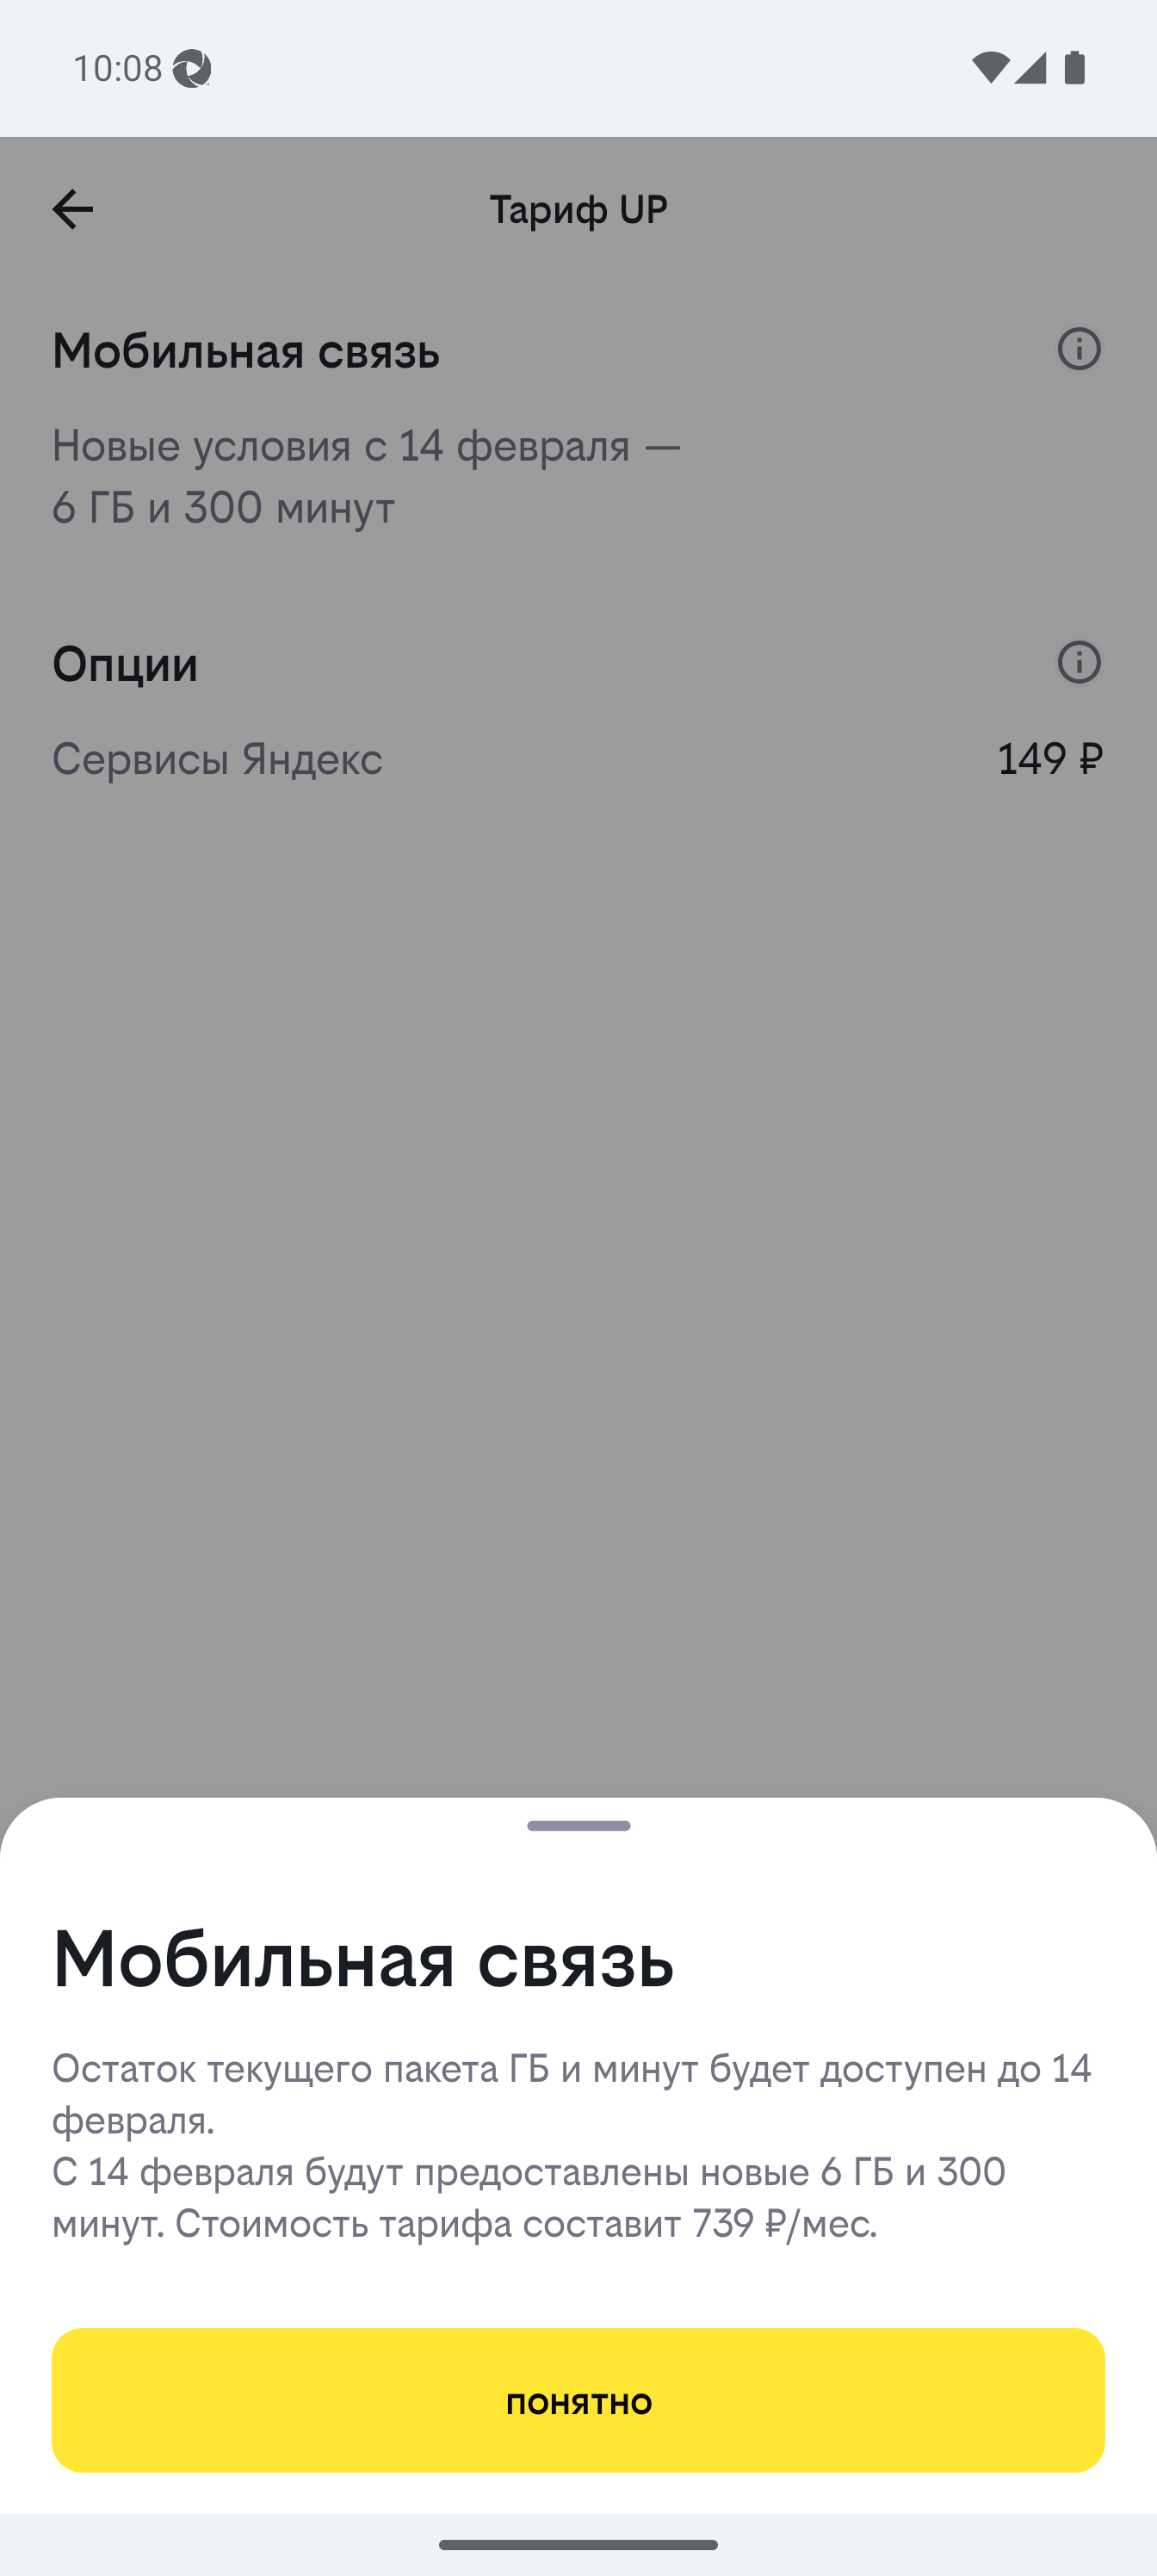 10:08
Тариф UP
Мобильная связь
Новые условия с 14 февраля —
6 ГБ и 300 минут
Опции
Сервисы Яндекс 149 ₽
Мобильная связь
Остаток текущего пакета ГБ и минут будет доступен до 14
февраля.
С 14 февраля будут предоставлены новые 6 ГБ и 300
минут. Стоимость тарифа составит 739 ₽/мес.
понятно